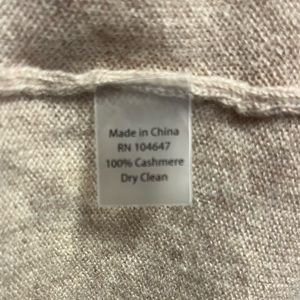 Made in China
RN 104647
100% Cashmere
Dry Clean